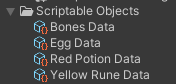 Scriptable Objects
Bones Data
Egg Data
Red Potion Data
Yellow Rune Data